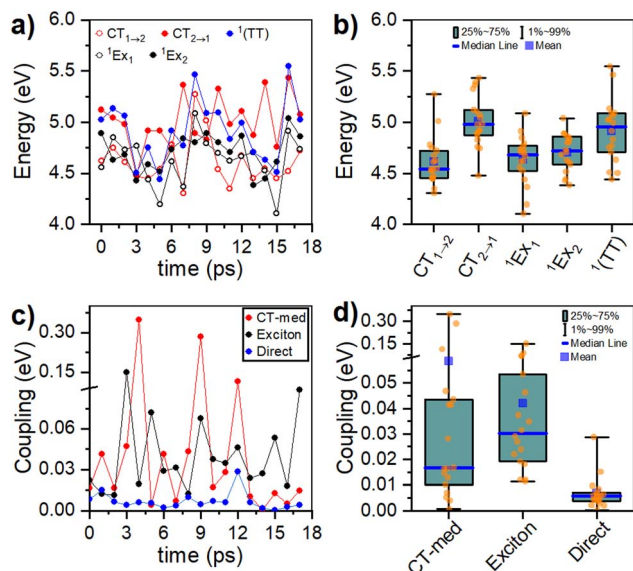 a)
CT₁→₂ CT₂→₁ ¹(TT)
¹Ex₁ ¹Ex₂
Energy (eV)
6.0
5.5
5.0
4.5
4.0
0 3 6 9 12 15 18
time (ps)
b)
25%~75% 1%~99%
Median Line Mean
Energy (eV)
6.0
5.5
5.0
4.5
4.0
CT₁→₂ CT₂→₁ ¹Ex₁ ¹Ex₂ ¹(TT)
c)
CT-med
Exciton
Direct
Coupling (eV)
0.30
0.15
0.06
0.03
0.00
0 3 6 9 12 15 18
time (ps)
d)
25%~75%
1%~99%
Median Line
Mean
Coupling (eV)
0.30
0.15
0.05
0.04
0.03
0.02
0.01
0.00
CT-med Exciton Direct